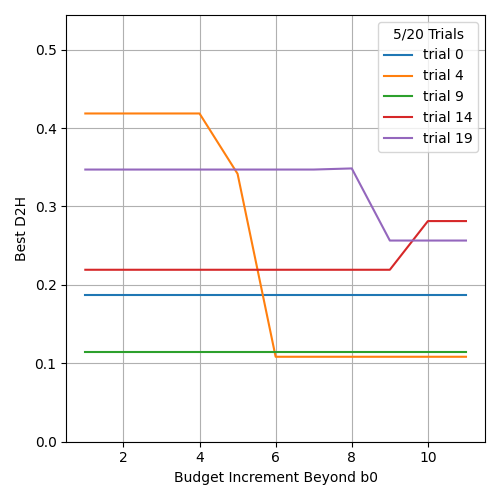 5/20 Trials
trial 0
trial 4
trial 9
trial 14
trial 19
Best D2H
0.5
0.4
0.3
0.2
0.1
0.0
2 4 6 8 10
Budget Increment Beyond b0